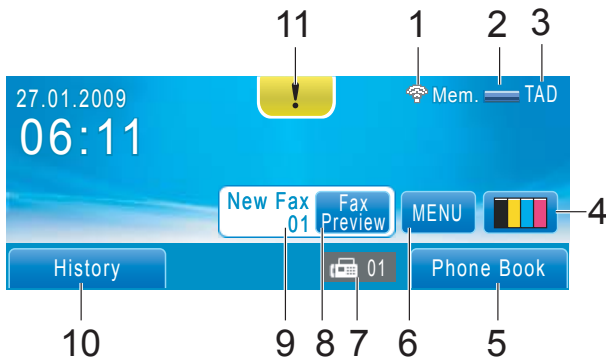 11 1 2 3
27.01.2009 ! Mem. TAD
06:11
New Fax Fax
01 Preview MENU 4
History 01 Phone Book
10 9 8 7 6 5